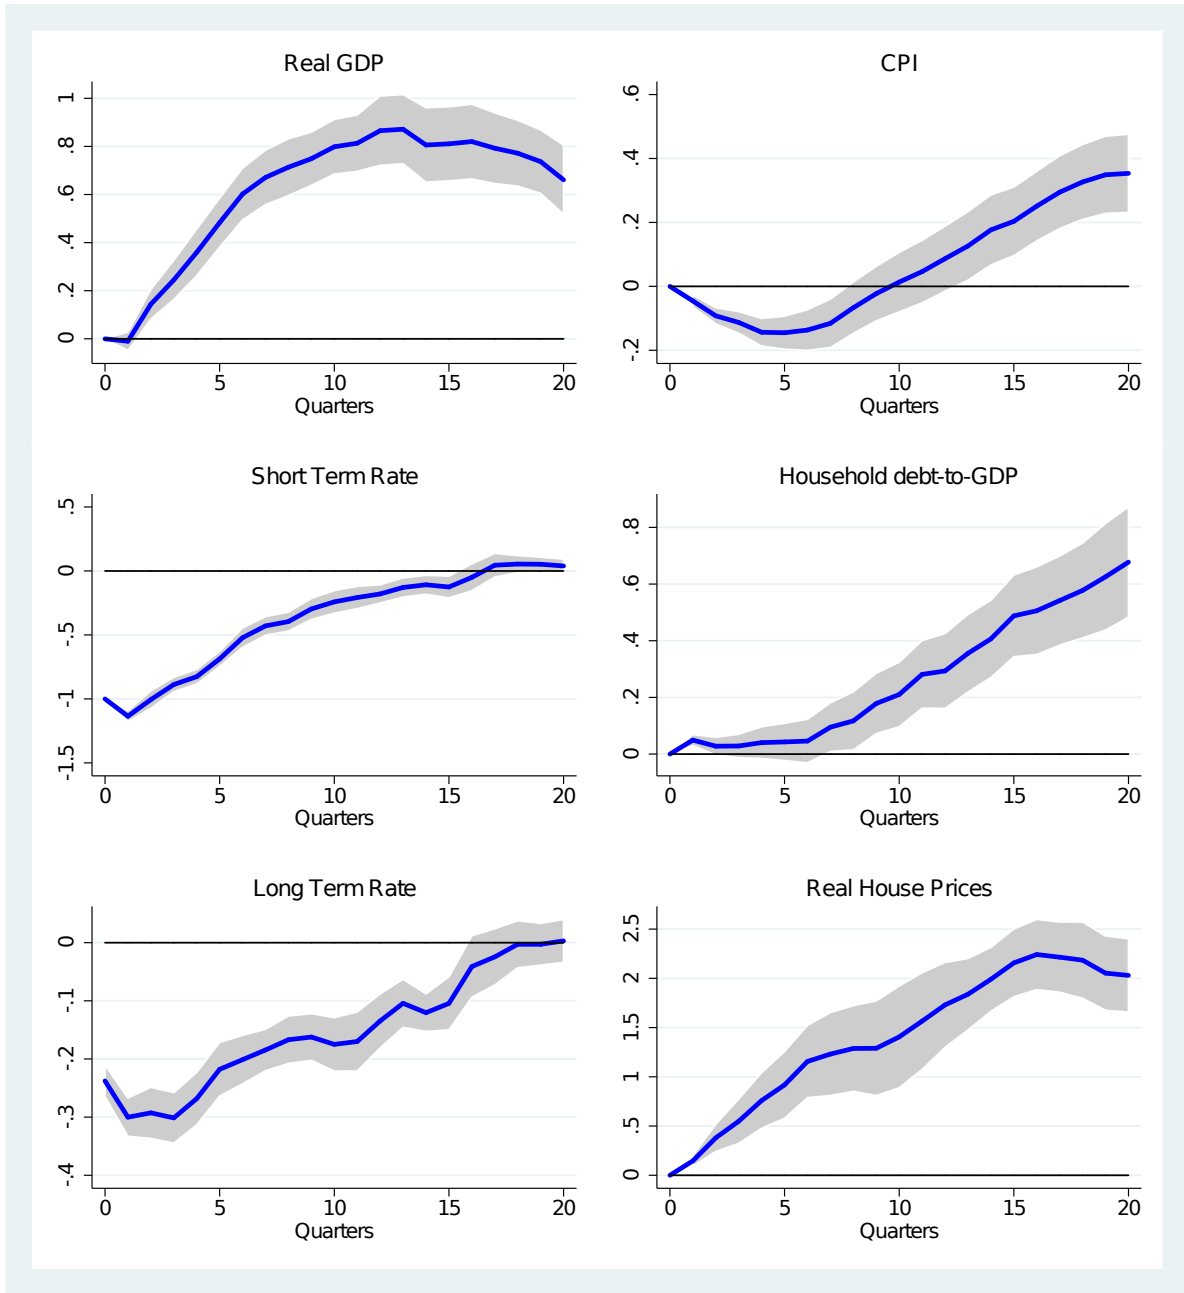 Real GDP
1
.8
.6
.4
.2
0
0 5 10 15 20
Quarters
CPI
.6
.4
.2
0
-.2
0 5 10 15 20
Quarters
Short Term Rate
.5
0
-.5
-1
-1.5
0 5 10 15 20
Quarters
Household debt-to-GDP
.8
.6
.4
.2
0
0 5 10 15 20
Quarters
Long Term Rate
0
-.1
-.2
-.3
-.4
0 5 10 15 20
Quarters
Real House Prices
2.5
2
1.5
1
.5
0
0 5 10 15 20
Quarters